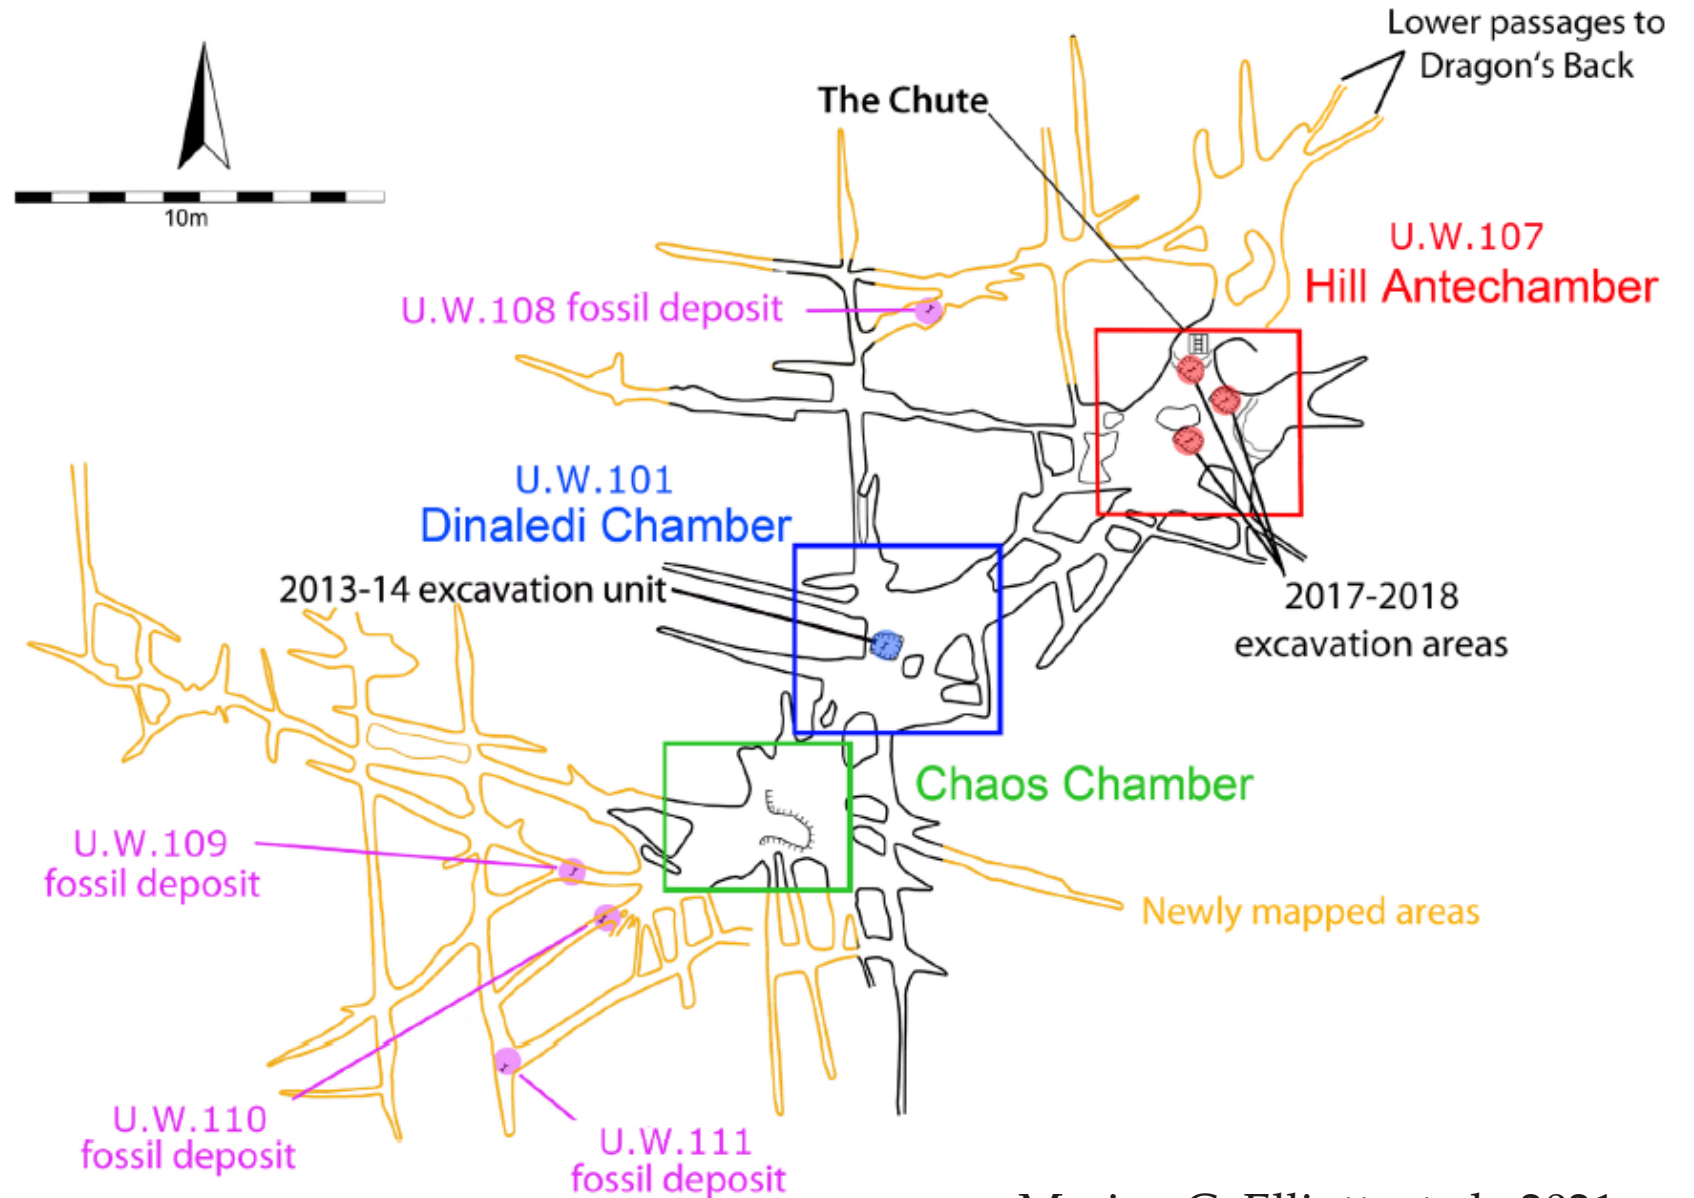 Lower passages to
Dragon's Back
The Chute
10m
U.W.107
Hill Antechamber
U.W.108 fossil deposit
U.W.101
Dinaledi Chamber
2013-14 excavation unit
2017-2018
excavation areas
Chaos Chamber
U.W.109
fossil deposit
Newly mapped areas
U.W.110
fossil deposit
U.W.111
fossil deposit